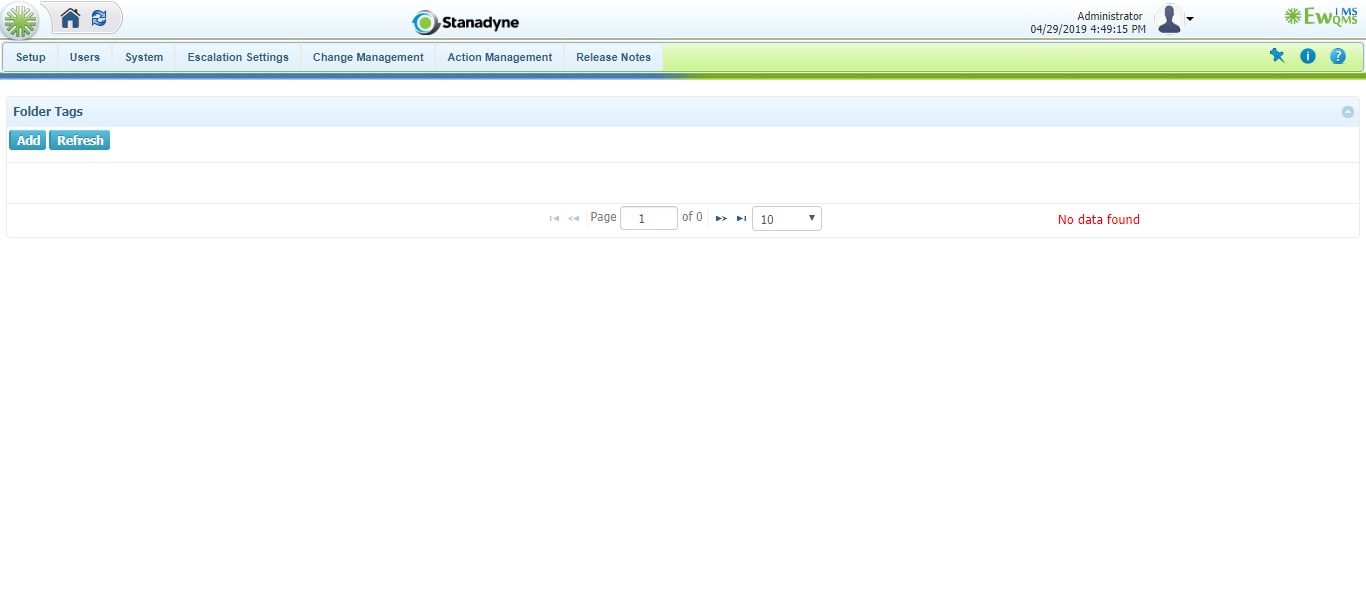 Stanadyne
Administrator
04/29/2019 4:49:15 PM
EwQMS iMS
Setup Users System Escalation Settings Change Management Action Management Release Notes
Folder Tags
Add Refresh
Page 1 of 0 10 No data found